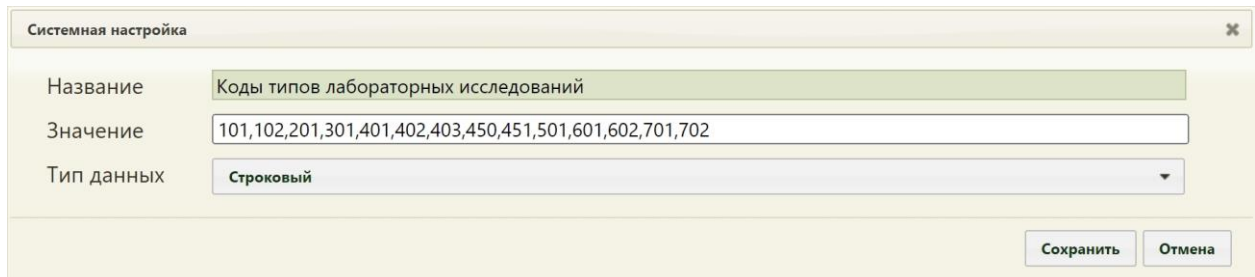 Системная настройка
Название Коды типов лабораторных исследований
Значение 101,102,201,301,401,402,403,450,451,501,601,602,701,702
Тип данных Строковый
Сохранить Отмена